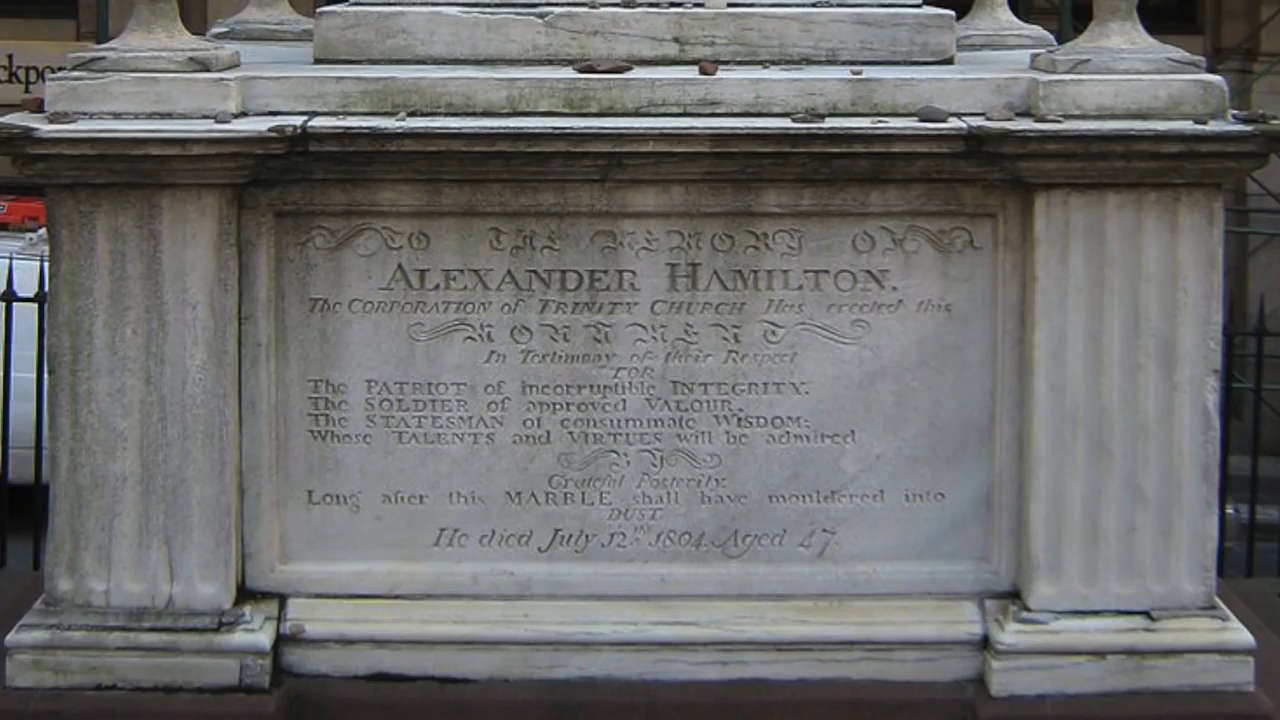 ckpor
TO THE MEMORY OF
ALEXANDER HAMILTON.
The CORPORATION of TRINITY CHURCH Has erected this
MONUMENT
In Testimony of their Respect
FOR
The PATRIOT of incorruptible INTEGRITY.
The SOLDIER of approved VALOUR.
The STATESMAN of consummate WISDOM:
Whose TALENTS and VIRTUES will be admired
BY
Grateful Posterity.
Long after this MARBLE shall have mouldered into
DUST
He died July 12th 1804. Aged 47.